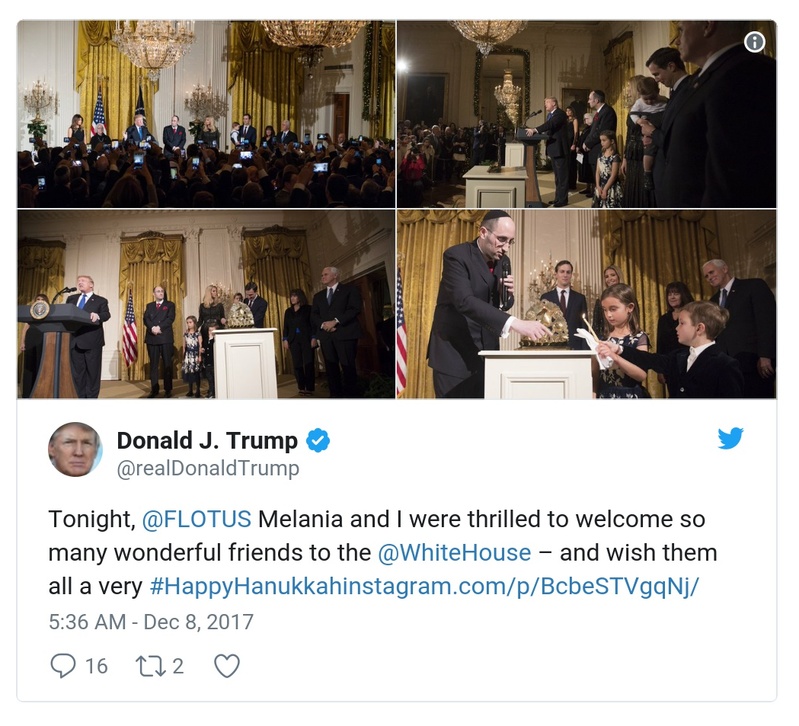 Donald J. Trump
@realDonaldTrump
Tonight, @FLOTUS Melania and I were thrilled to welcome so
many wonderful friends to the @WhiteHouse – and wish them
all a very #HappyHanukkahinstagram.com/p/BcbeSTVgqNj/
5:36 AM - Dec 8, 2017
16 2